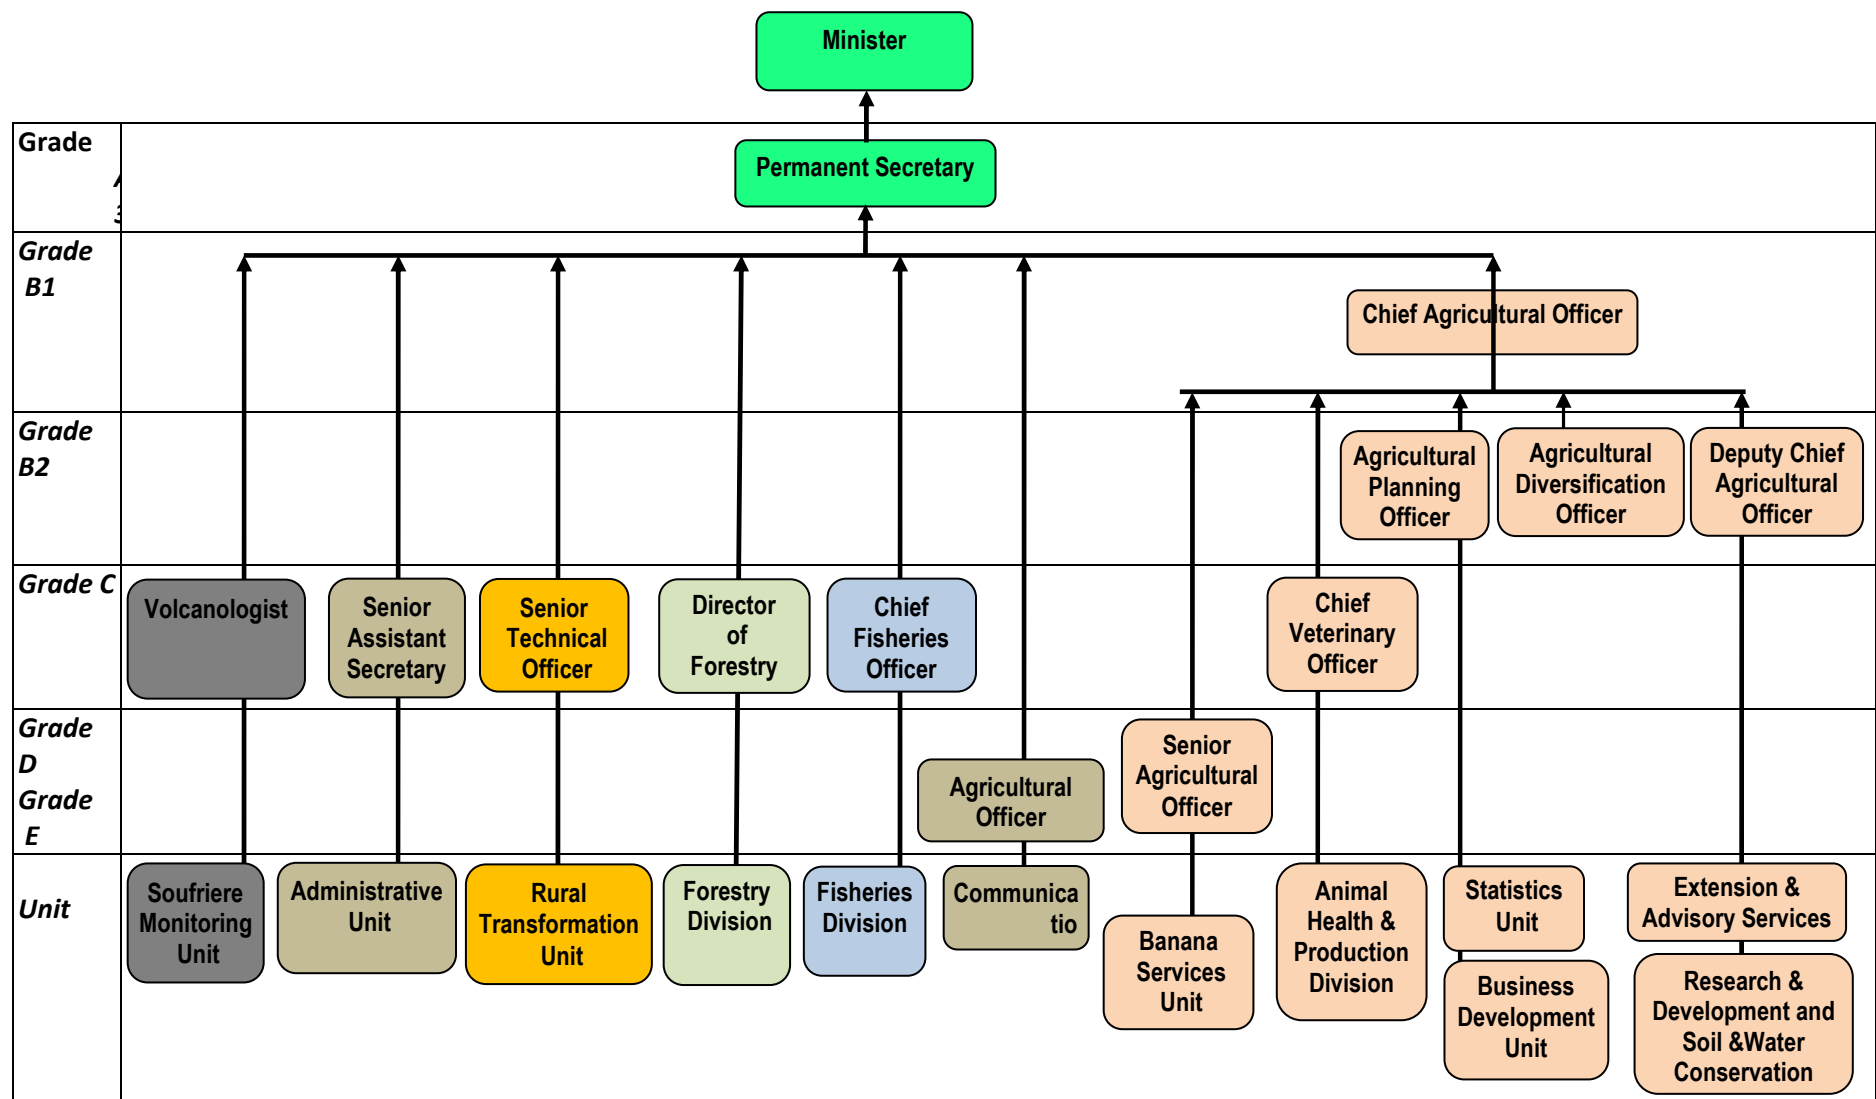 Minister
Grade
Permanent Secretary
Grade
B1
Chief Agricultural Officer
Grade
B2
Agricultural
Planning
Officer
Agricultural
Diversification
Officer
Deputy Chief
Agricultural
Officer
Grade C
Volcanologist
Senior
Assistant
Secretary
Senior
Technical
Officer
Director
of
Forestry
Chief
Fisheries
Officer
Chief
Veterinary
Officer
Grade
D
Grade
E
Agricultural
Officer
Senior
Agricultural
Officer
Unit
Soufriere
Monitoring
Unit
Administrative
Unit
Rural
Transformation
Unit
Forestry
Division
Fisheries
Division
Communica
tio
Banana
Services
Unit
Animal
Health &
Production
Division
Statistics
Unit
Business
Development
Unit
Extension &
Advisory Services
Research &
Development and
Soil &Water
Conservation